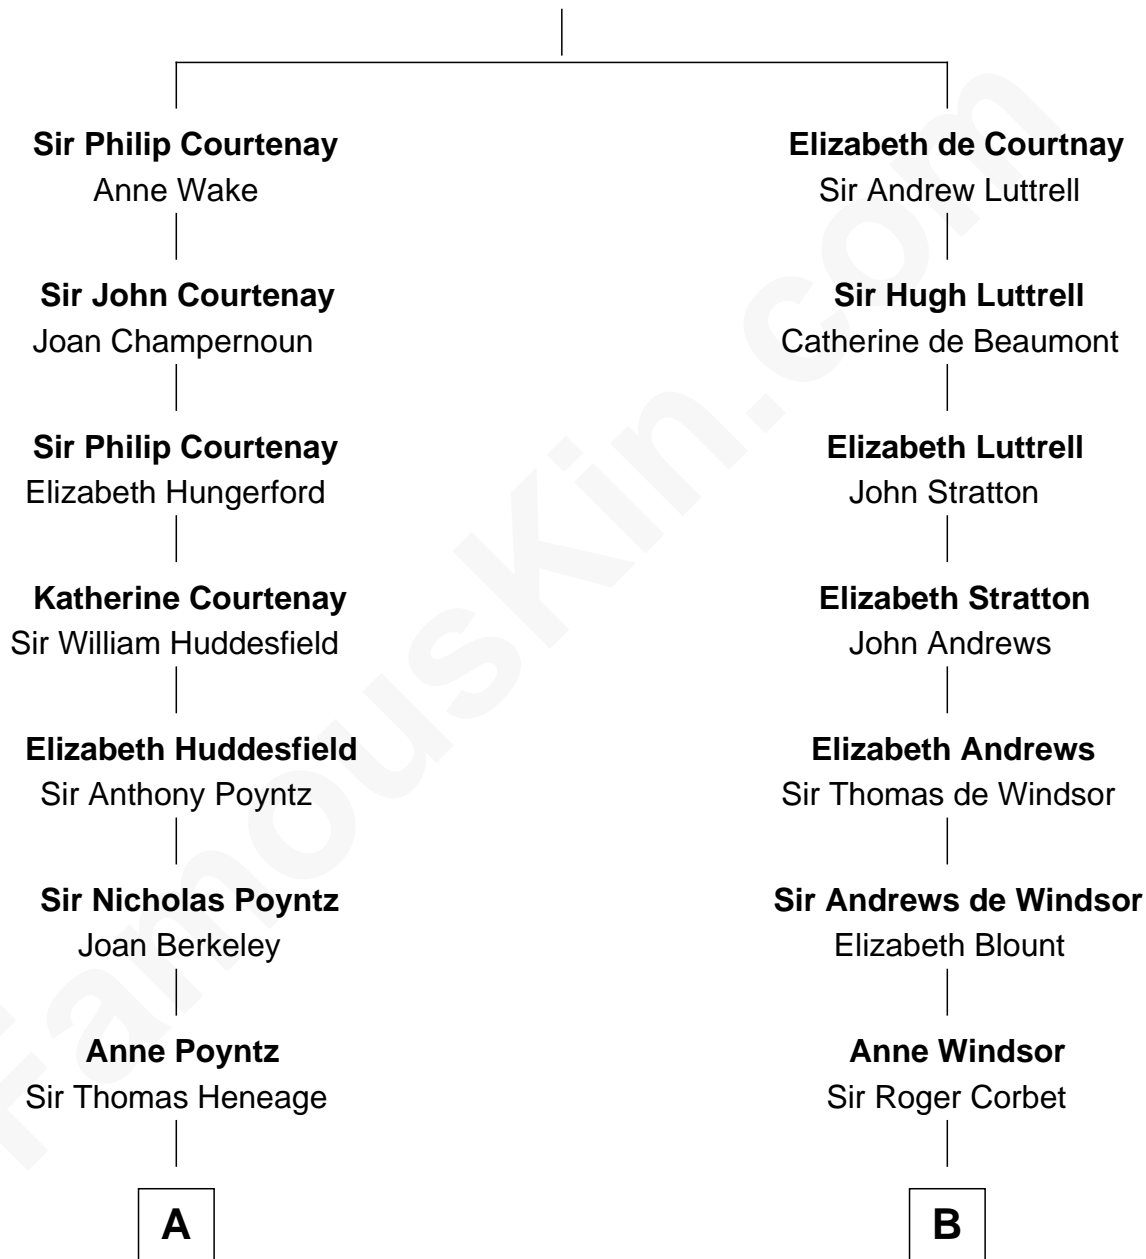 Sir Philip Courtenay
Anne Wake
Sir John Courtenay
Joan Champernoun
Sir Philip Courtenay
Elizabeth Hungerford
Katherine Courtenay
Sir William Huddesfield
Elizabeth Huddesfield
Sir Anthony Poyntz
Sir Nicholas Poyntz
Joan Berkeley
Anne Poyntz
Sir Thomas Heneage
A
Elizabeth de Courtnay
Sir Andrew Luttrell
Sir Hugh Luttrell
Catherine de Beaumont
Elizabeth Luttrell
John Stratton
Elizabeth Stratton
John Andrews
Elizabeth Andrews
Sir Thomas de Windsor
Sir Andrews de Windsor
Elizabeth Blount
Anne Windsor
Sir Roger Corbet
B
FamousKin.com